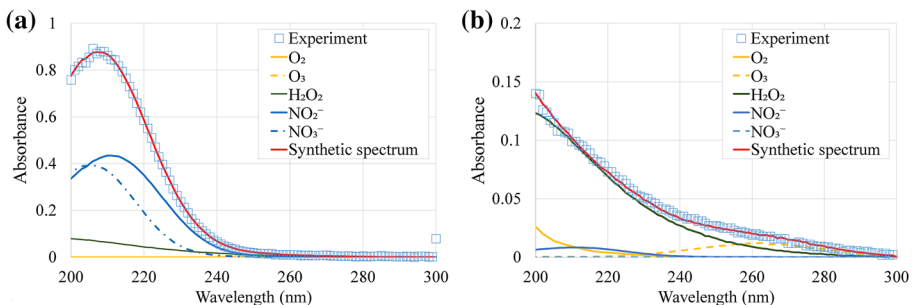 (a)
1
0.8
0.6
0.4
0.2
0
Absorbance
200
220
240
260
280
300
Wavelength (nm)
Experiment
O₂
O₃
H₂O₂
NO₂⁻
NO₃⁻
Synthetic spectrum
(b)
0.2
0.15
0.1
0.05
0
Absorbance
200
220
240
260
280
300
Wavelength (nm)
Experiment
O₂
O₃
H₂O₂
NO₂⁻
NO₃⁻
Synthetic spectrum